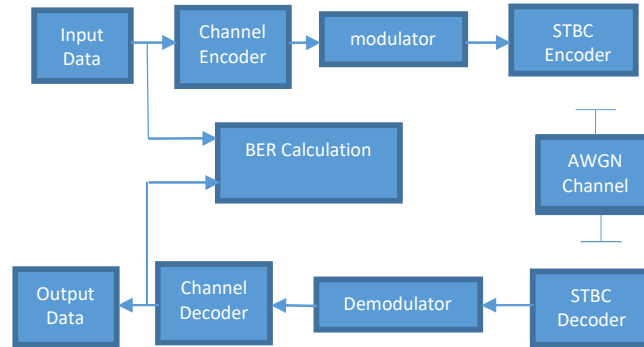 Input
Data
Channel
Encoder
modulator
STBC
Encoder
BER Calculation
AWGN
Channel
Output
Data
Channel
Decoder
Demodulator
STBC
Decoder